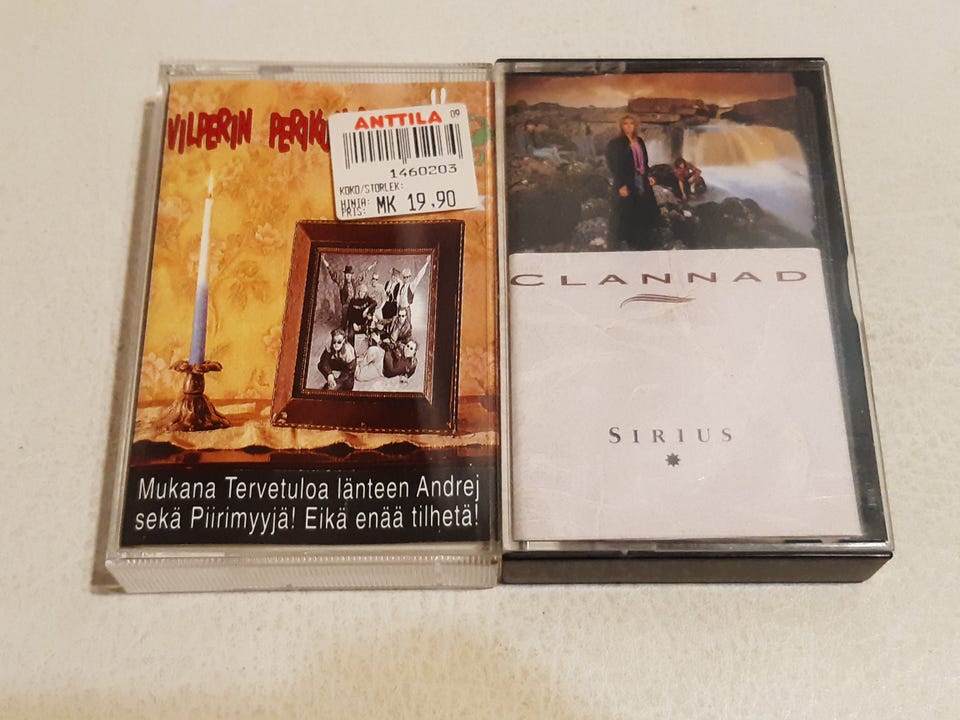 VILPERIN
ANTTILA 09
1460203
KOKO/STORLEK:
HINTA:
PRIS: MK 19,90
Mukana Tervetuloa länteen Andrej
sekä Piirimyyjä! Eikä enää tilhetä!
CLANNAD
SIRIUS